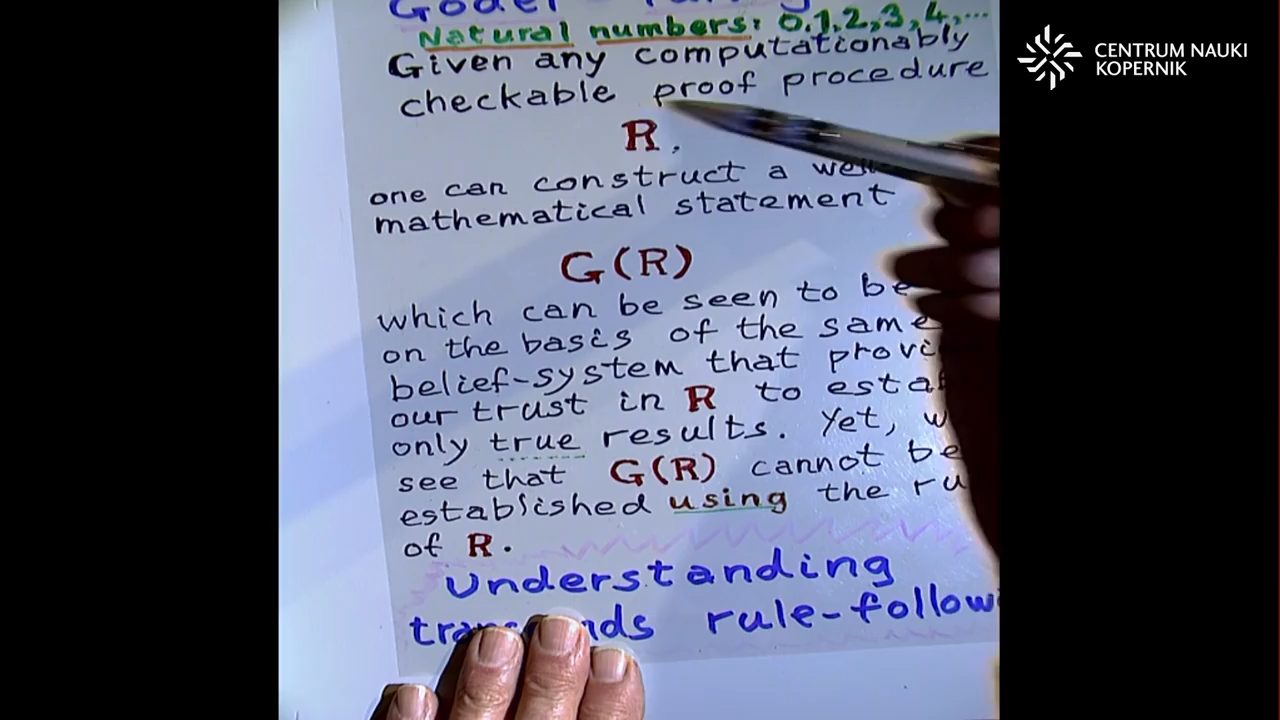 Natural numbers: 0,1,2,3,4,...
Given any computationably
checkable proof procedure
R,
one can construct a
mathematical statement
G(R)
which can be seen to be
on the basis of the same
belief-system that
our trust in R to
only true results. Yet,
see that G(R) cannot be
established using the
of R.
Understanding
rule-
CENTRUM NAUKI
KOPERNIK